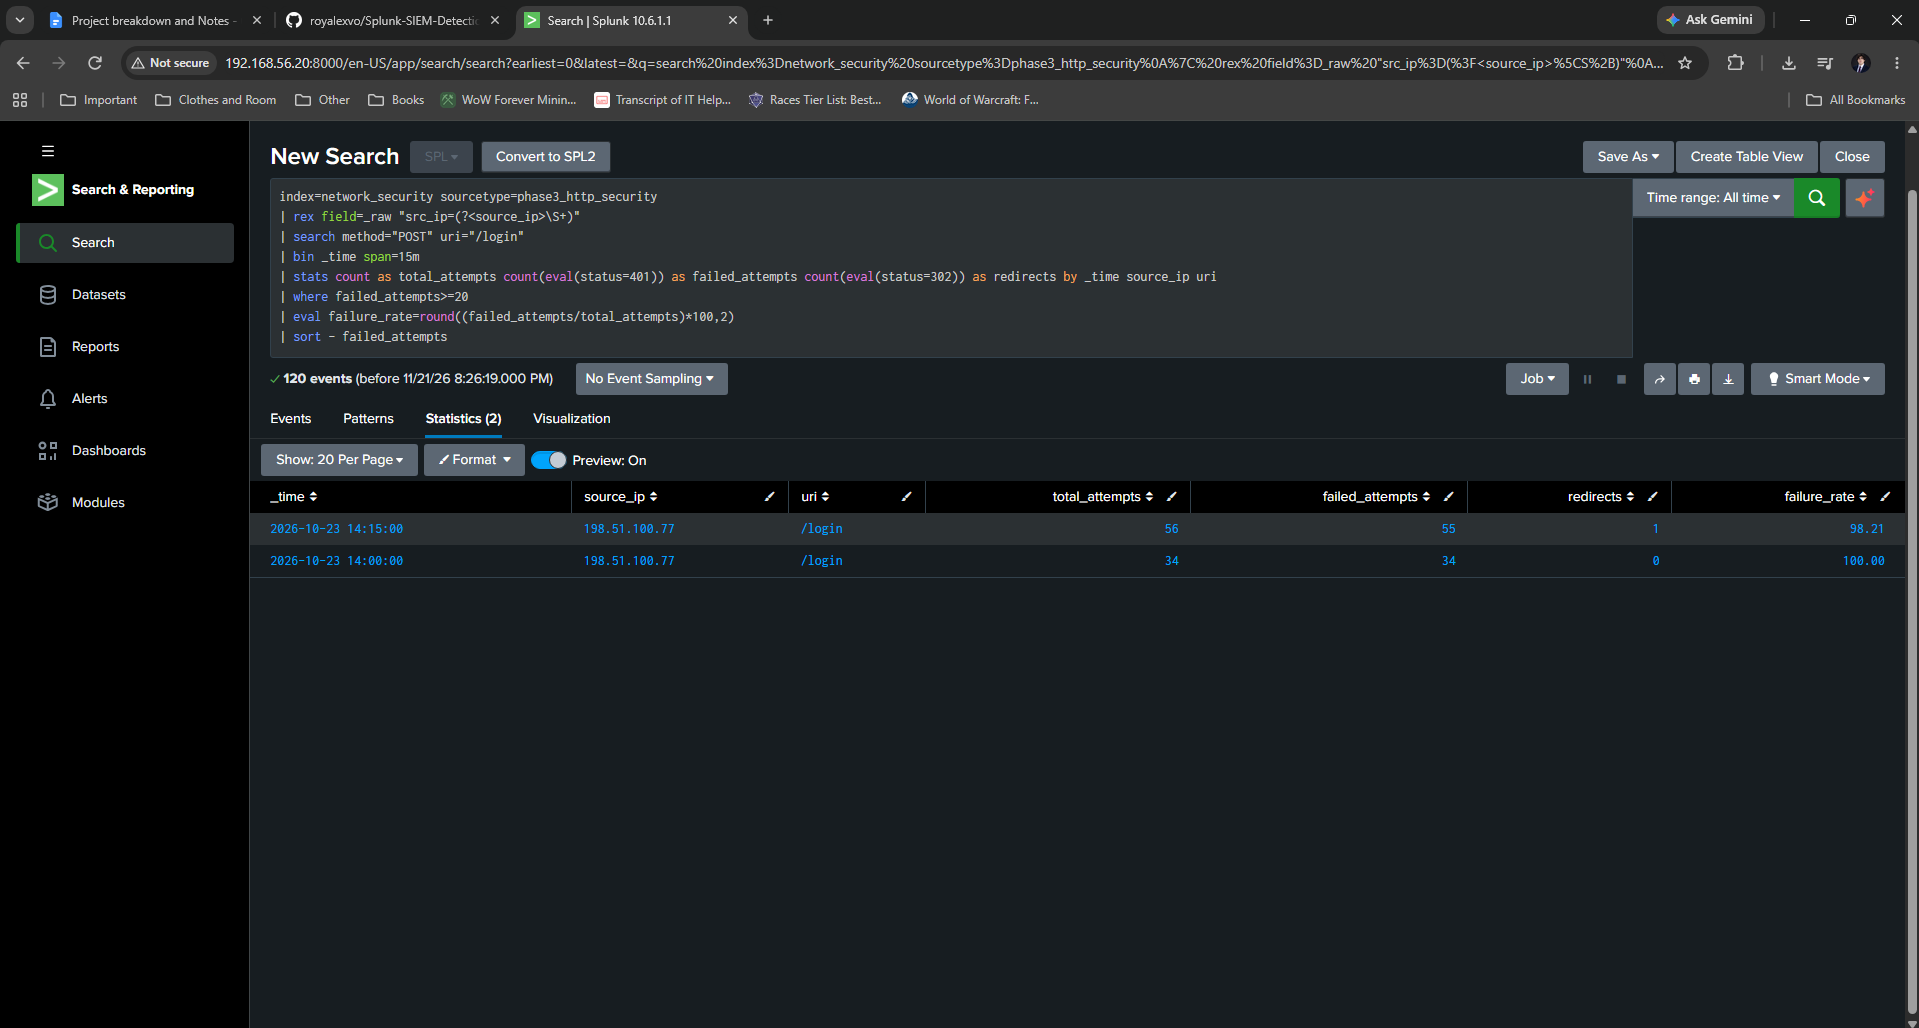 Project breakdown and Notes -
royalexvo/Splunk-SIEM-Detectio
Search | Splunk 10.6.1.1
Ask Gemini
Not secure
192.168.56.20:8000/en-US/app/search/search?earliest=0&latest=&q=search%20index%3Dnetwork_security%20sourcetype%3Dphase3_http_security%0A%7C%20rex%20field%3D_raw%20"src_ip%3D(%3F<source_ip>%5CS%2B)"%0A...
Important
Clothes and Room
Other
Books
WoW Forever Minin...
Transcript of IT Help...
Races Tier List: Best...
World of Warcraft: F...
All Bookmarks
Search & Reporting
Search
Datasets
Reports
Alerts
Dashboards
Modules
New Search
SPL
Convert to SPL2
Save As
Create Table View
Close
index=network_security sourcetype=phase3_http_security
| rex field=_raw "src_ip=(?<source_ip>\S+)"
| search method="POST" uri="/login"
| bin _time span=15m
| stats count as total_attempts count(eval(status=401)) as failed_attempts count(eval(status=302)) as redirects by _time source_ip uri
| where failed_attempts>=20
| eval failure_rate=round((failed_attempts/total_attempts)*100,2)
| sort - failed_attempts
Time range: All time
120 events (before 11/21/26 8:26:19.000 PM)
No Event Sampling
Job
Smart Mode
Events
Patterns
Statistics (2)
Visualization
Show: 20 Per Page
Format
Preview: On
_time source_ip uri total_attempts failed_attempts redirects failure_rate
2026-10-23 14:15:00 198.51.100.77 /login 56 55 1 98.21
2026-10-23 14:00:00 198.51.100.77 /login 34 34 0 100.00